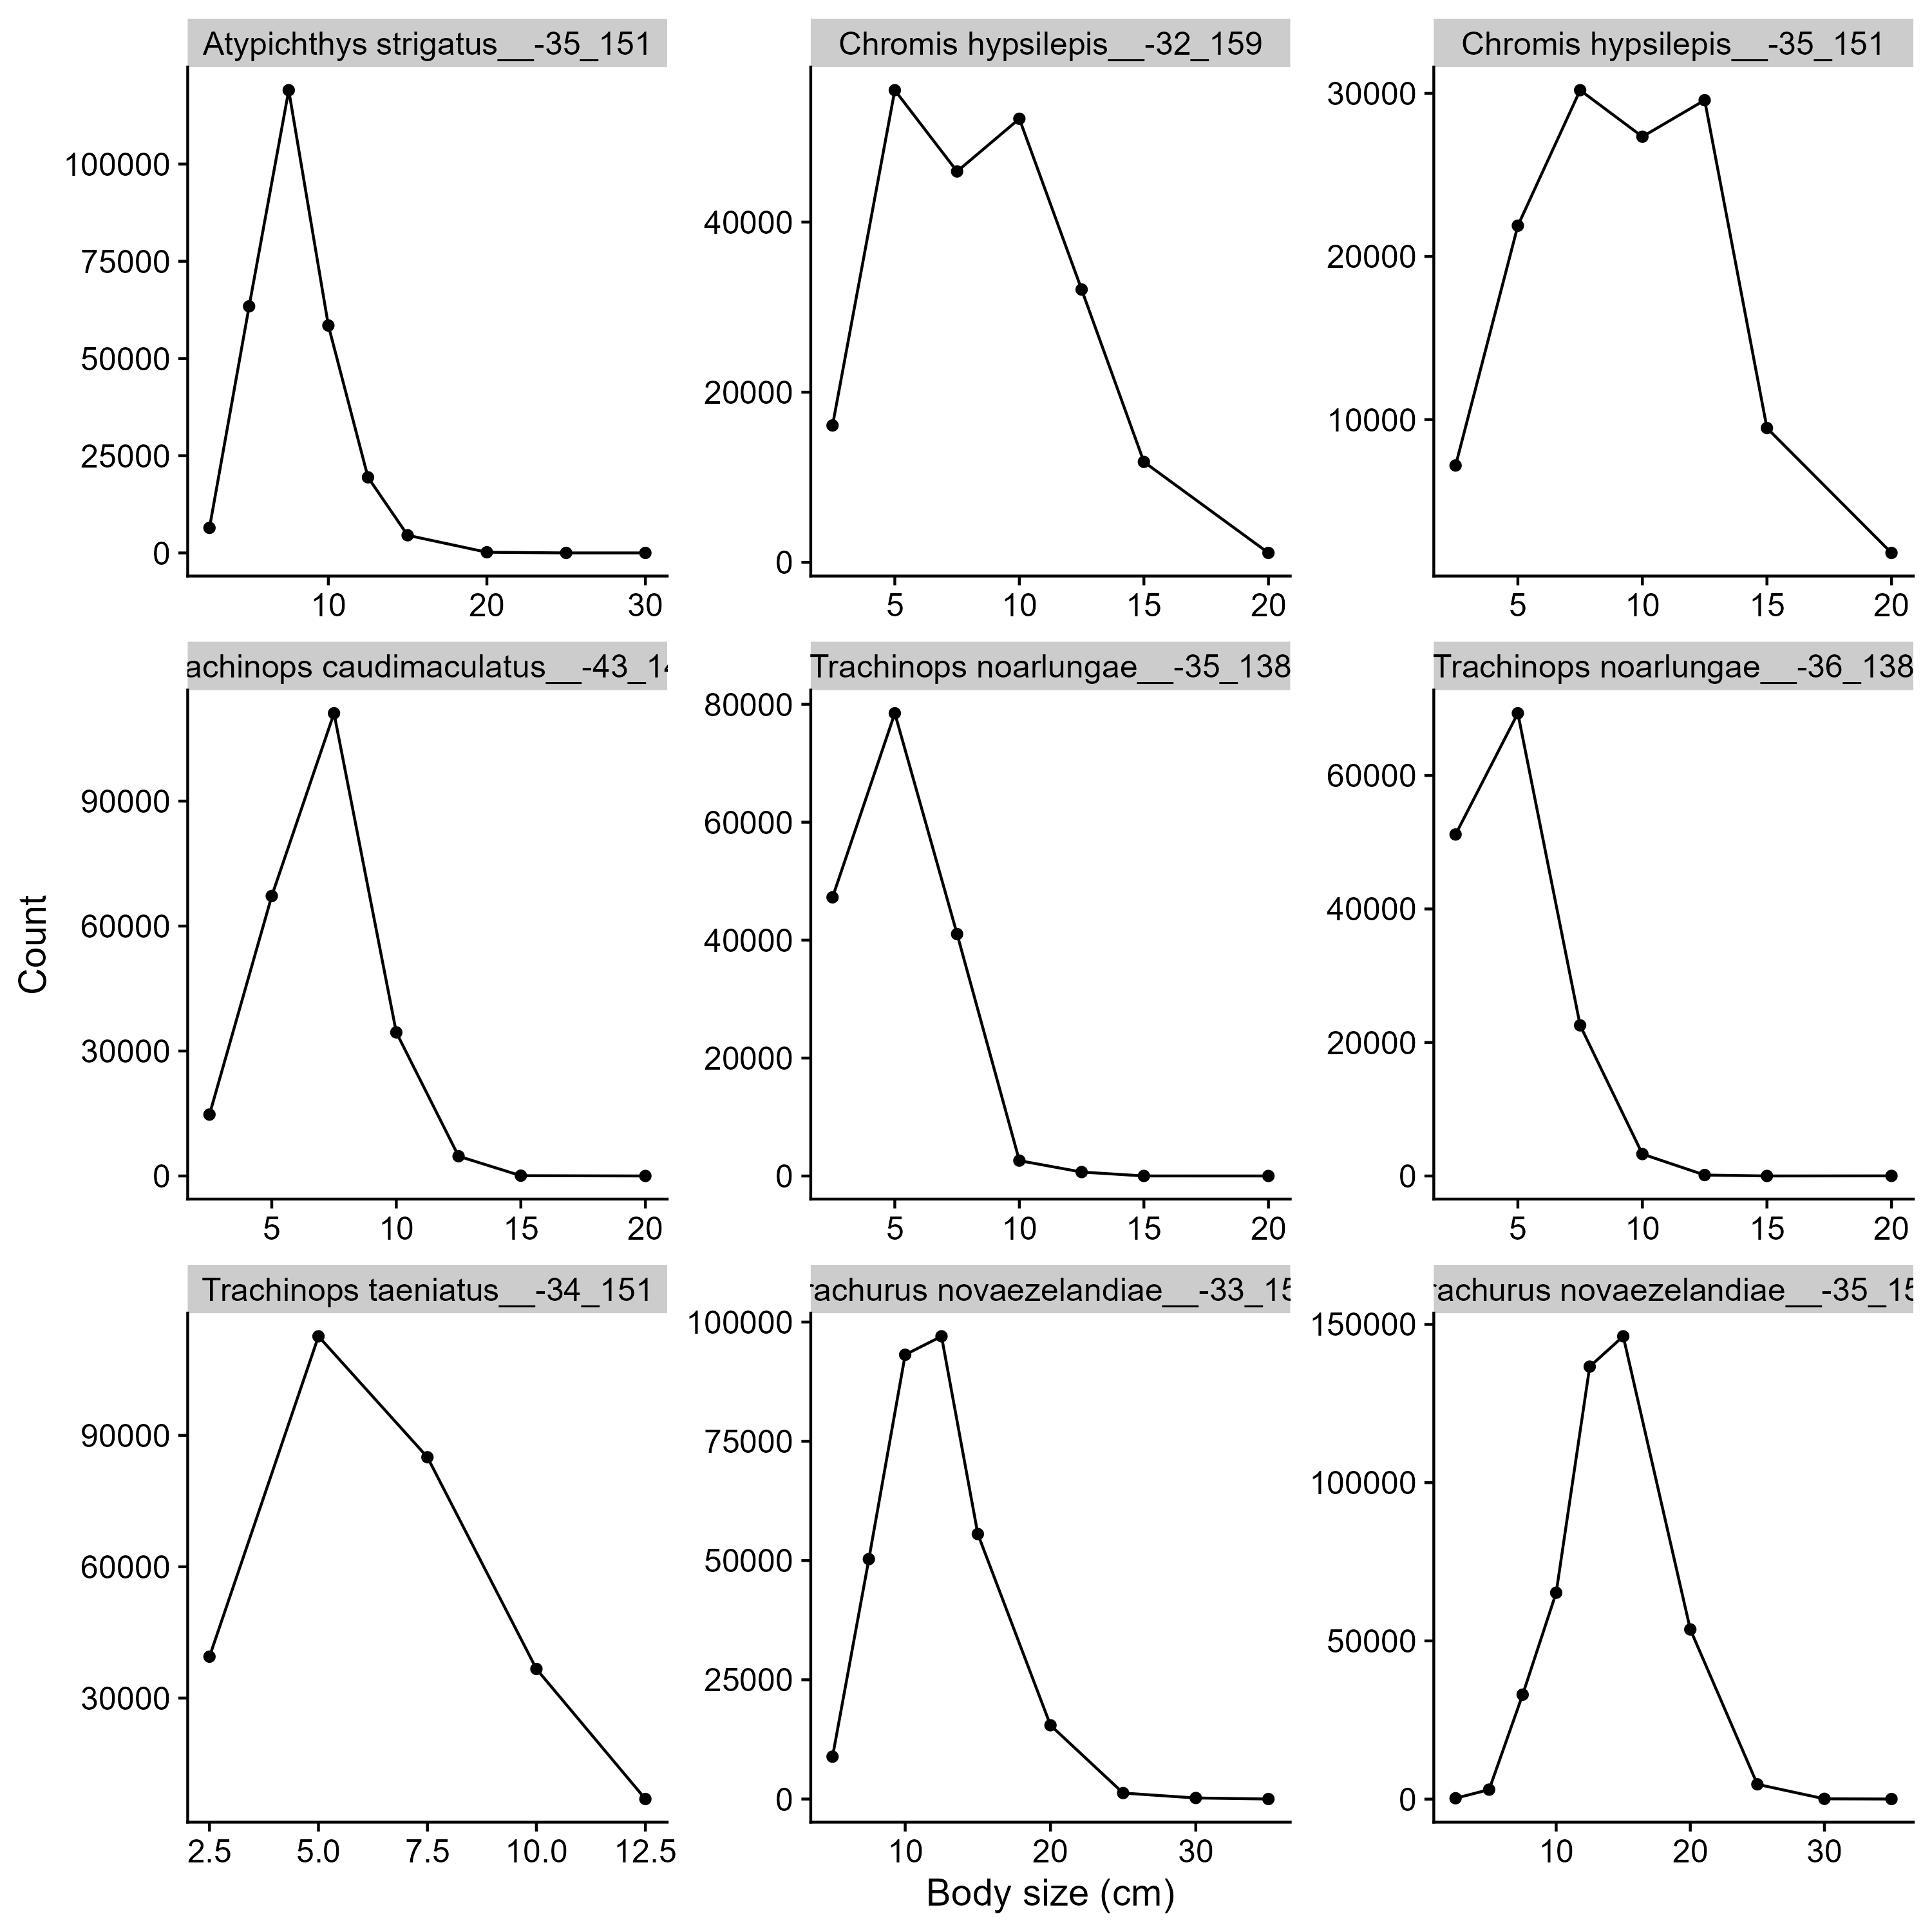 Atypichthys strigatus__-35_151
Chromis hypsilepis__-32_159
Chromis hypsilepis__-35_151
100000
75000
50000
25000
0
10 20 30
40000
20000
0
5 10 15 20
30000
20000
10000
5 10 15 20
achinops caudimaculatus__-43_14
Trachinops noarlungae__-35_138
Trachinops noarlungae__-36_138
90000
60000
30000
0
5 10 15 20
80000
60000
40000
20000
0
5 10 15 20
60000
40000
20000
0
5 10 15 20
Trachinops taeniatus__-34_151
rachurus novaezelandiae__-33_15
rachurus novaezelandiae__-35_15
90000
60000
30000
2.5 5.0 7.5 10.0 12.5
100000
75000
50000
25000
0
10 20 30
150000
100000
50000
0
10 20 30
Count
Body size (cm)